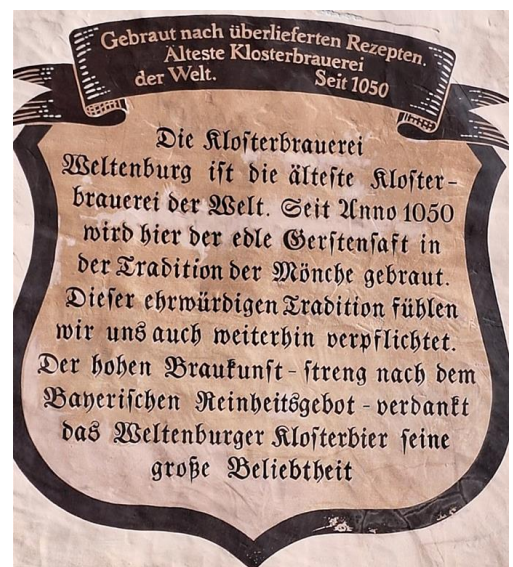 Gebraut nach überlieferten Rezepten.
Älteste Klosterbrauerei
der Welt. Seit 1050
Die Kloſterbrauerei
Weltenburg iſt die älteſte Kloſter-
brauerei der Welt. Seit Anno 1050
wird hier der edle Gerſtenſaft in
der Tradition der Mönche gebraut.
Dieſer ehrwürdigen Tradition fühlen
wir uns auch weiterhin verpflichtet.
Der hohen Braukunſt - ſtreng nach dem
Bayeriſchen Reinheitsgebot - verdankt
das Weltenburger Kloſterbier ſeine
große Beliebtheit